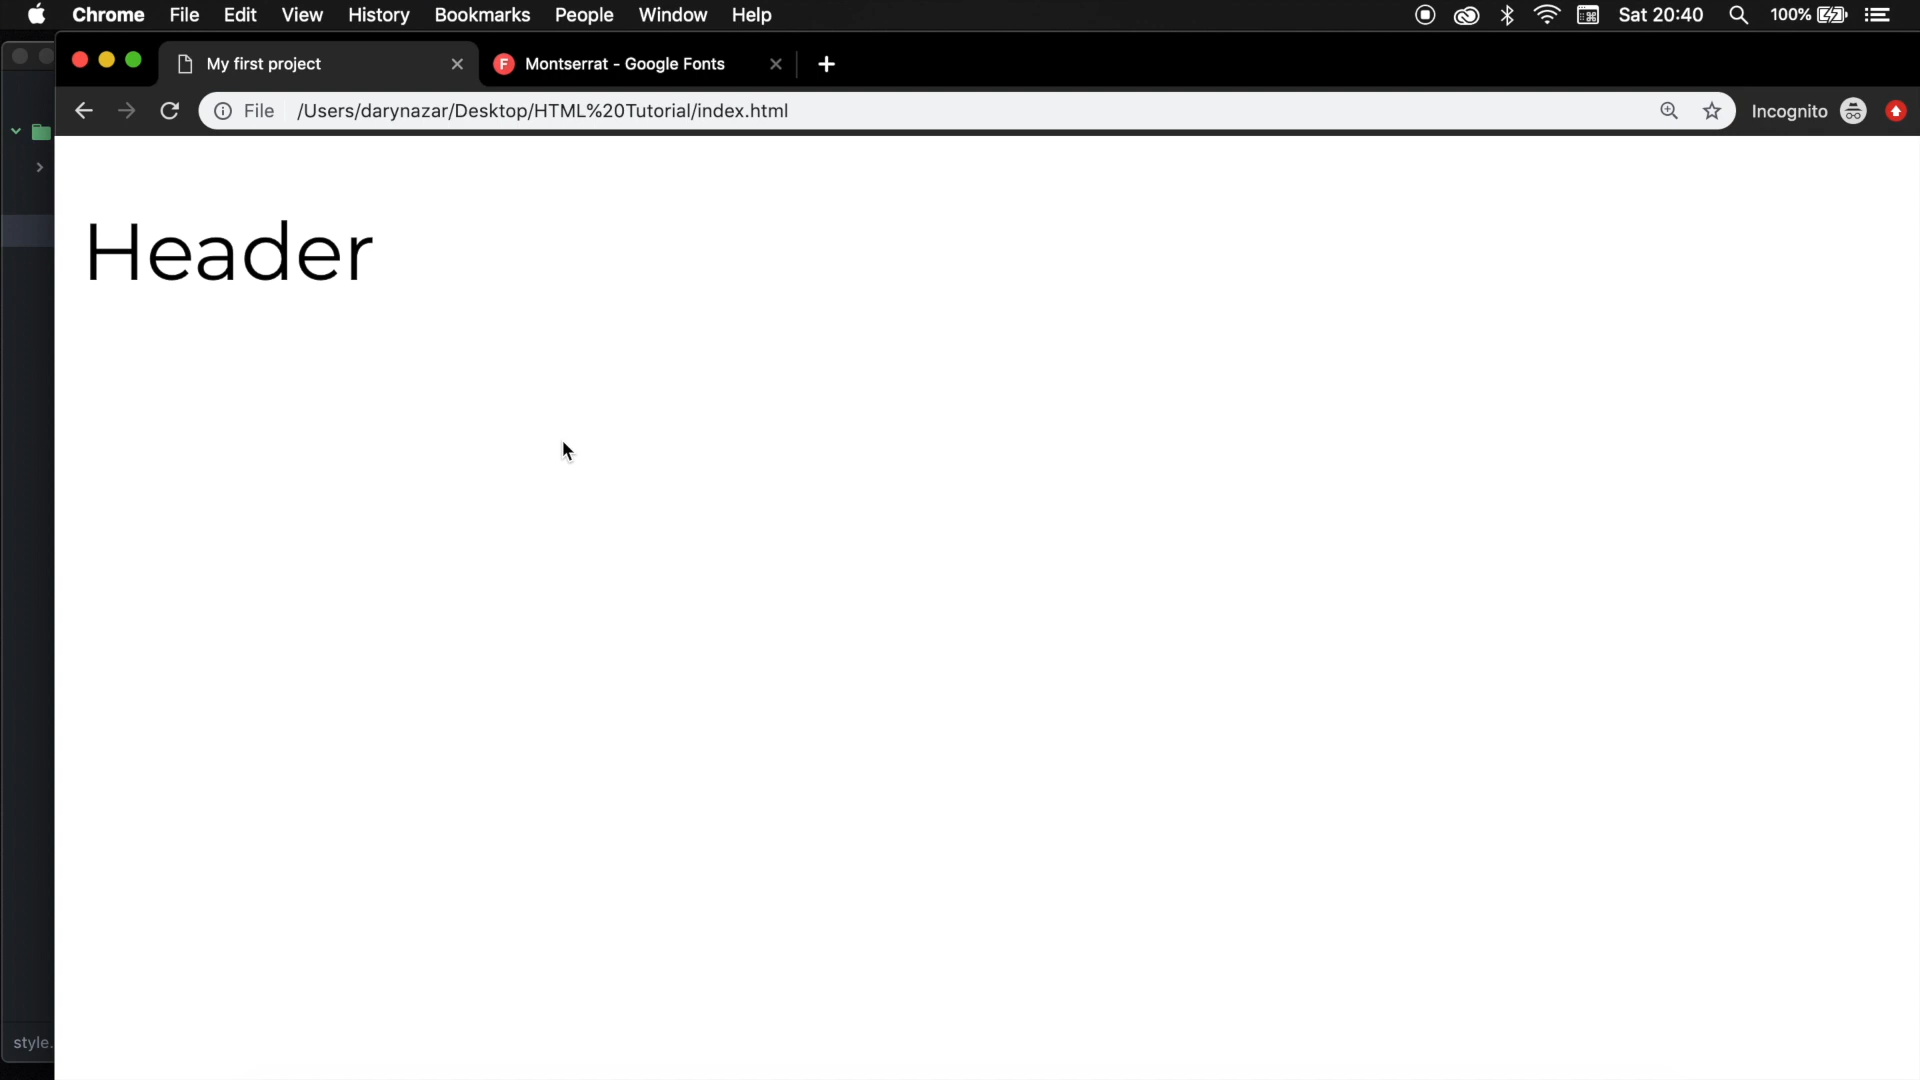 Chrome File Edit View History Bookmarks People Window Help Sat 20:40 100%
My first project F Montserrat - Google Fonts
File /Users/darynazar/Desktop/HTML%20Tutorial/index.html Incognito
Header
style.